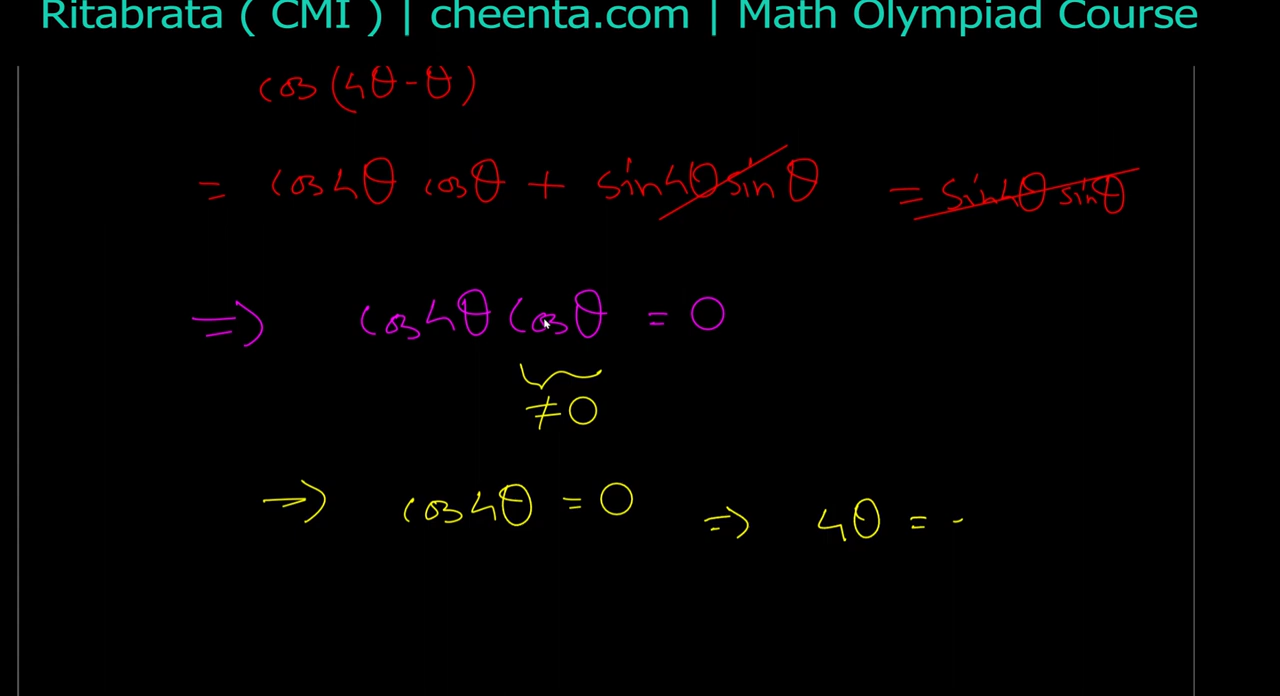 Ritabrata ( CMI ) | cheenta.com | Math Olympiad Course
cos(4θ-θ)
= cos4θ cosθ + sin4θ sinθ = sin4θ sinθ
=> cos4θ cosθ = 0
≠0
=> cos4θ = 0 => 4θ = -